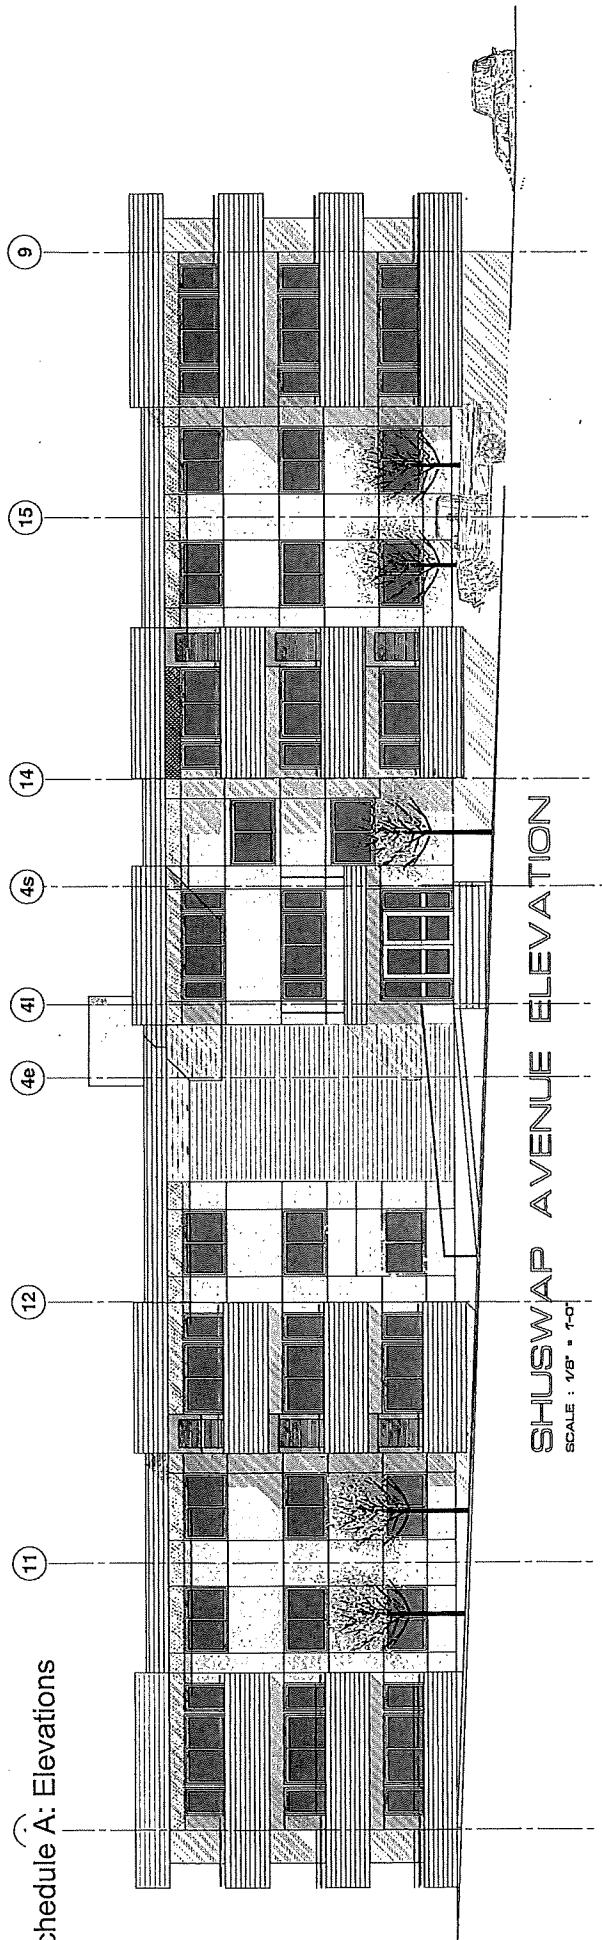 chedule A: Elevations
11
12
4e
4l
4s
14
15
9
SHUSWAP AVENUE ELEVATION
SCALE : 1/8" = 1'-0"